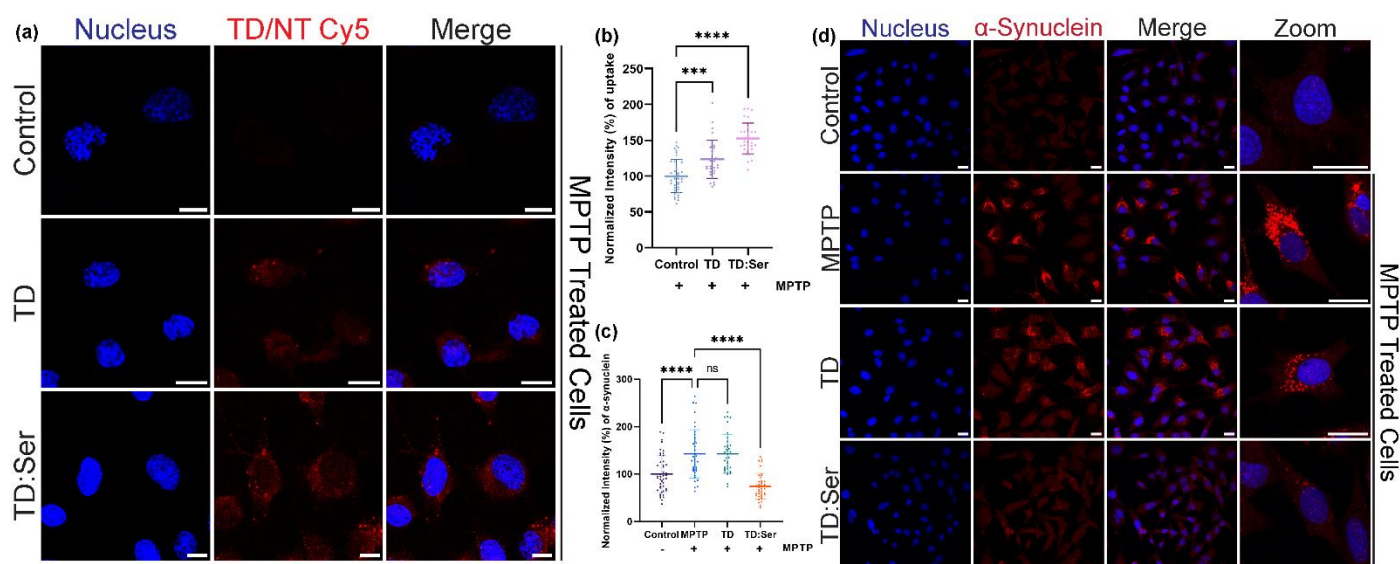 (a) Nucleus TD/NT Cy5 Merge
Control
TD
TD:Ser
MPTP Treated Cells
(b)
****
***
Normalized Intensity (%) of uptake
250
200
150
100
50
0
Control TD TD:Ser
+ + + MPTP
(c)
****
**** ns
Normalized Intensity (%) of α-synuclein
300
200
100
0
Control MPTP TD TD:Ser
- + + + MPTP
(d) Nucleus α-Synuclein Merge Zoom
Control
MPTP
TD
TD:Ser
MPTP Treated Cells